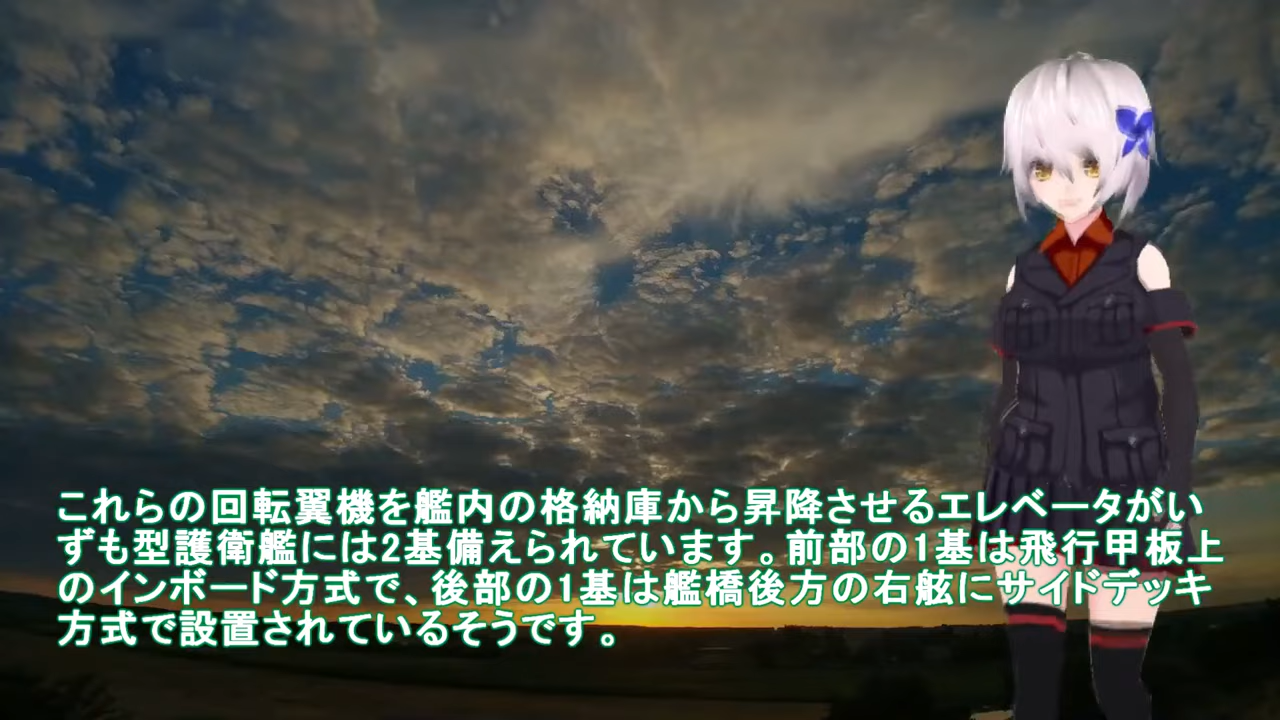 これらの回転翼機を艦内の格納庫から昇降させるエレベータがい
ずも型護衛艦には2基備えられています。前部の1基は飛行甲板上
のインボード方式で、後部の1基は艦橋後方の右舷にサイドデッキ
方式で設置されているそうです。